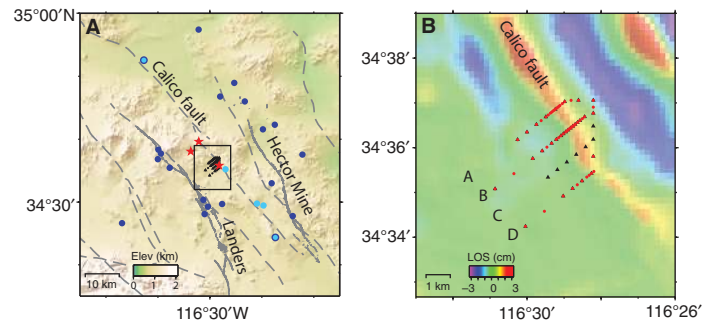 35°00'N
A
Calico fault
Hector Mine
34°30'
Landers
Elev (km)
0 1 2
10 km
116°30'W
B
34°38'
34°36'
34°34'
Calico fault
A
B
C
D
LOS (cm)
−3 0 3
1 km
116°30'
116°26'